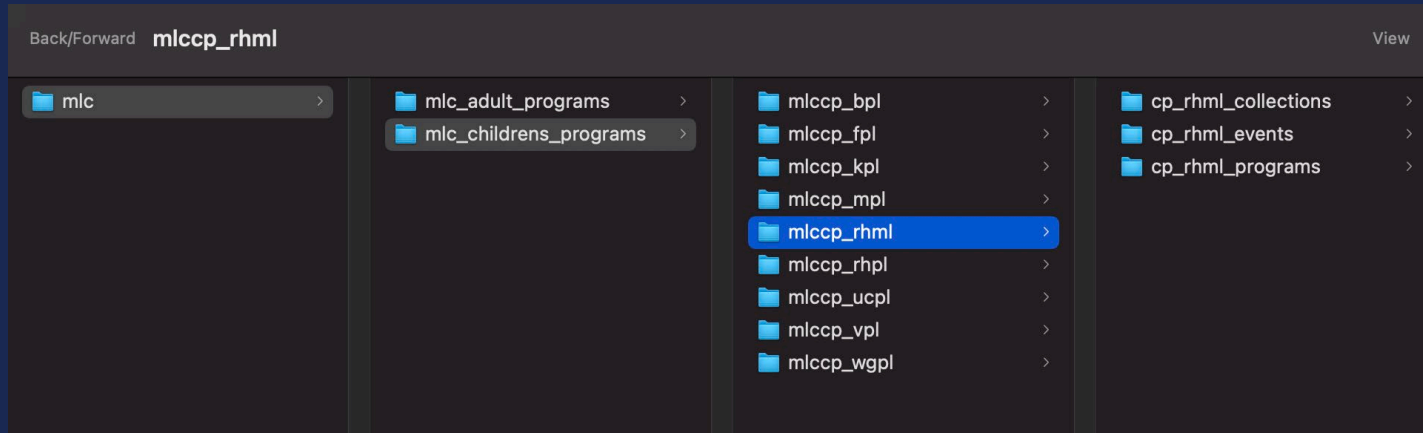 Back/Forward mlccp_rhml View
mlc
mlc_adult_programs
mlc_childrens_programs
mlccp_bpl
mlccp_fpl
mlccp_kpl
mlccp_mpl
mlccp_rhml
mlccp_rhpl
mlccp_ucpl
mlccp_vpl
mlccp_wgpl
cp_rhml_collections
cp_rhml_events
cp_rhml_programs